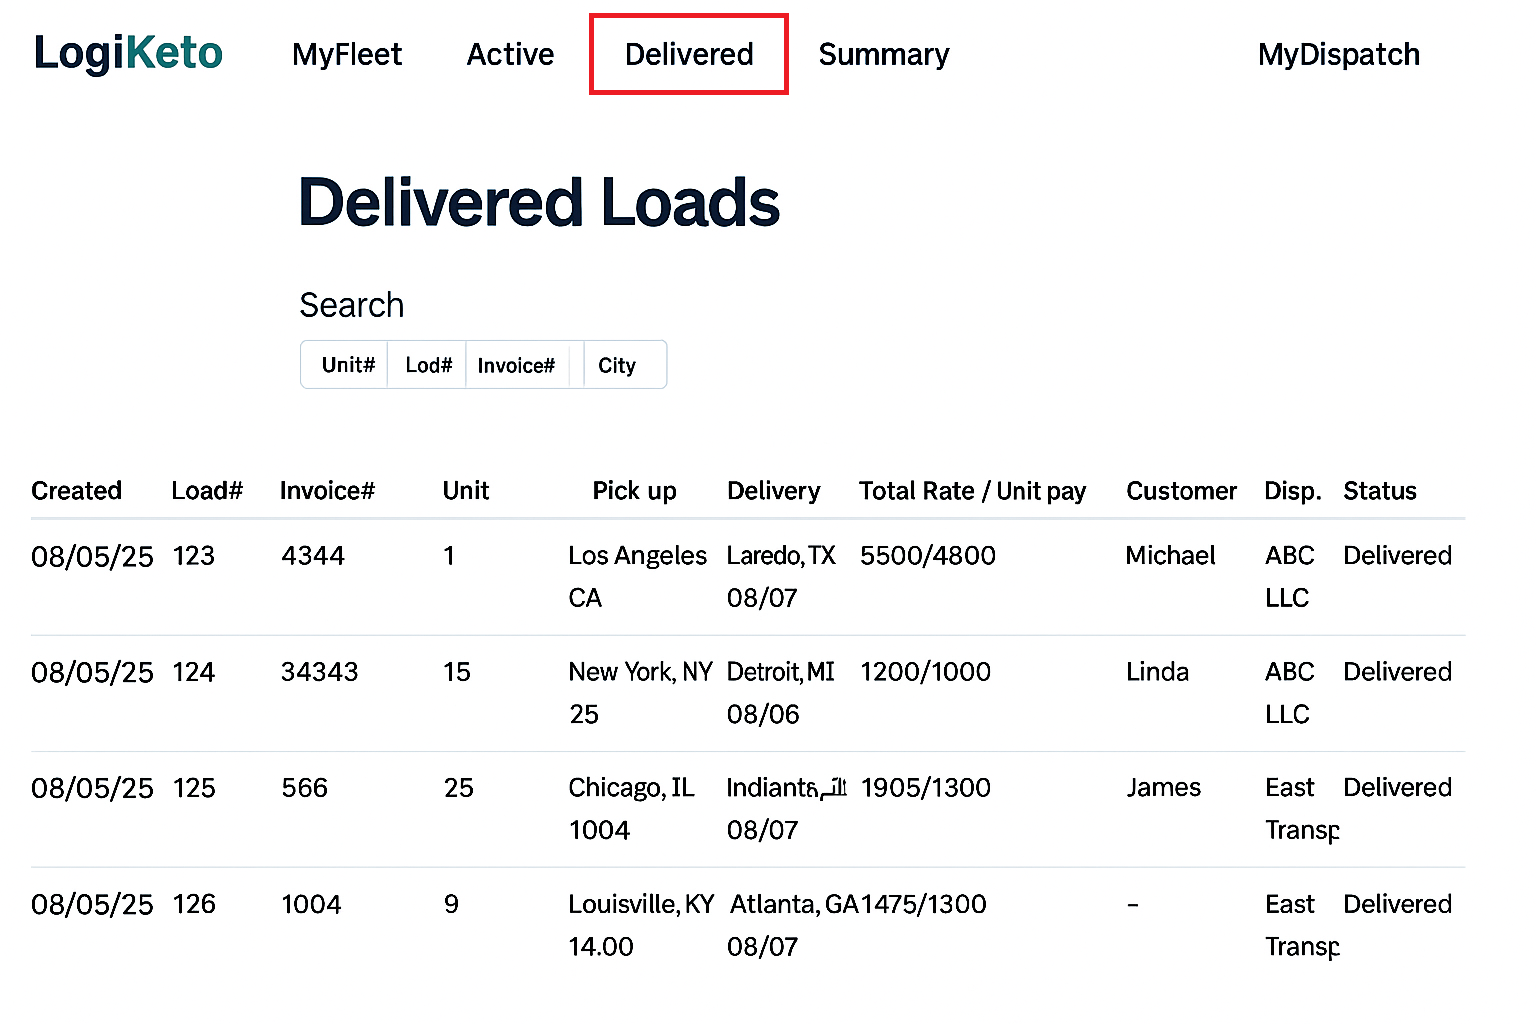 LogiKeto MyFleet Active Delivered Summary MyDispatch
Delivered Loads
Search
Unit# Lod# Invoice# City
Created Load# Invoice# Unit Pick up Delivery Total Rate / Unit pay Customer Disp. Status
08/05/25 123 4344 1 Los Angeles Laredo, TX 5500/4800 Michael ABC Delivered
CA 08/07 LLC
08/05/25 124 34343 15 New York, NY Detroit, MI 1200/1000 Linda ABC Delivered
25 08/06 LLC
08/05/25 125 566 25 Chicago, IL 1905/1300 James East Delivered
1004 08/07 Transp
08/05/25 126 1004 9 Louisville, KY Atlanta, GA 1475/1300 – East Delivered
14.00 08/07 Transp